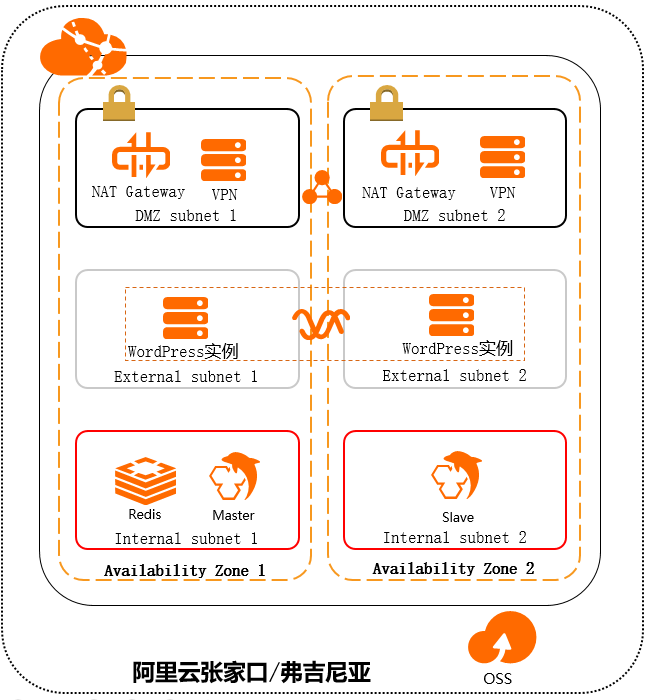 NAT Gateway
VPN
DMZ subnet 1
NAT Gateway
VPN
DMZ subnet 2
WordPress实例
External subnet 1
WordPress实例
External subnet 2
Redis
Master
Internal subnet 1
Slave
Internal subnet 2
Availability Zone 1
Availability Zone 2
阿里云张家口/弗吉尼亚
OSS